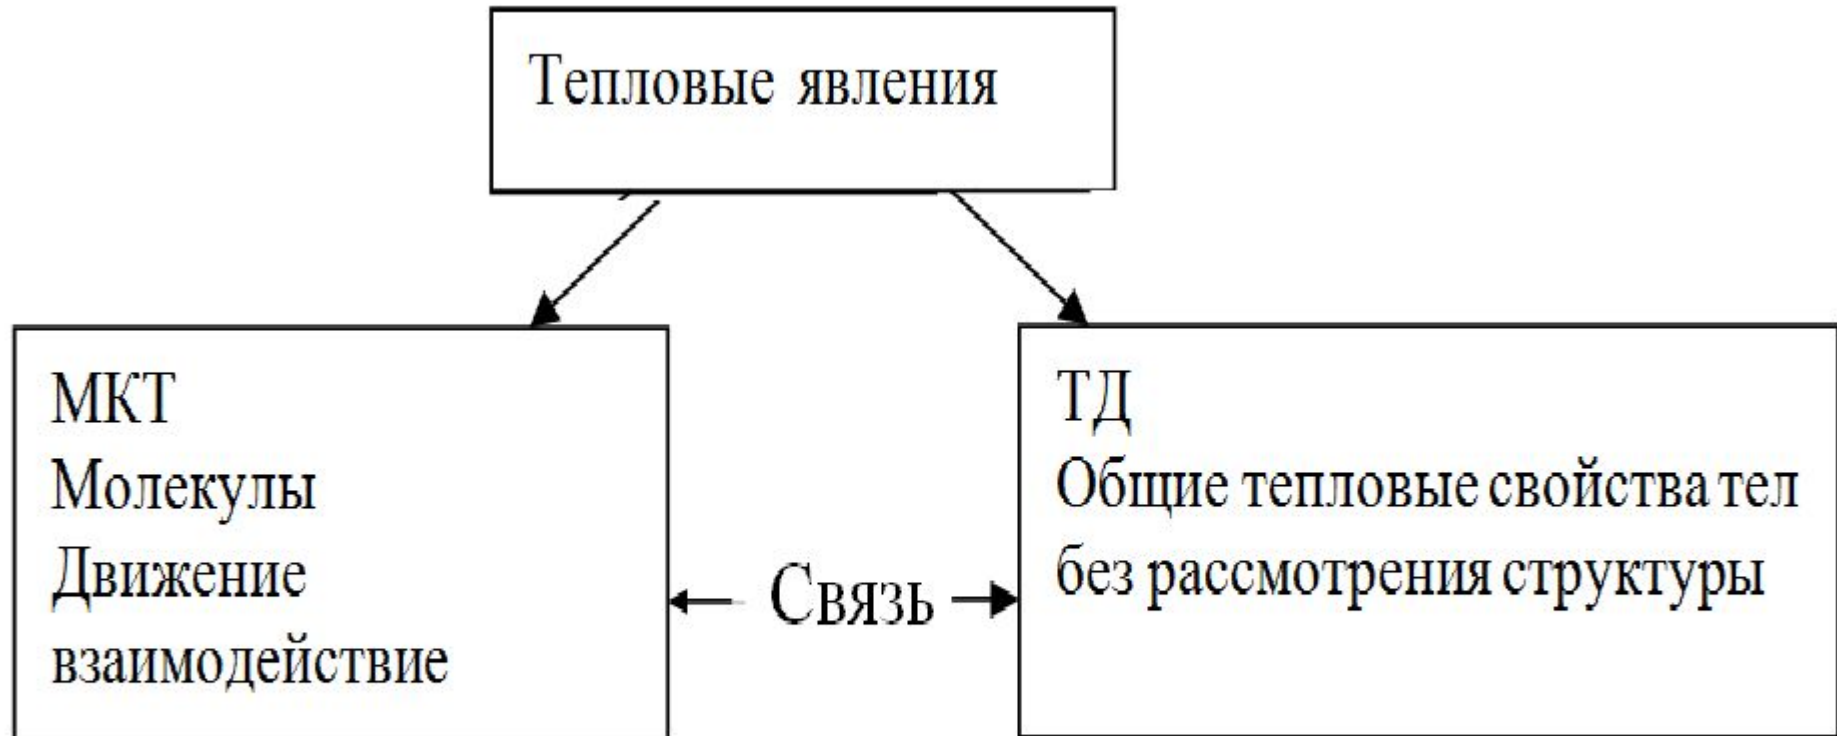 Тепловые явления
МКТ
Молекулы
Движение
взаимодействие
Связь
ТД
Общие тепловые свойства тел
без рассмотрения структуры